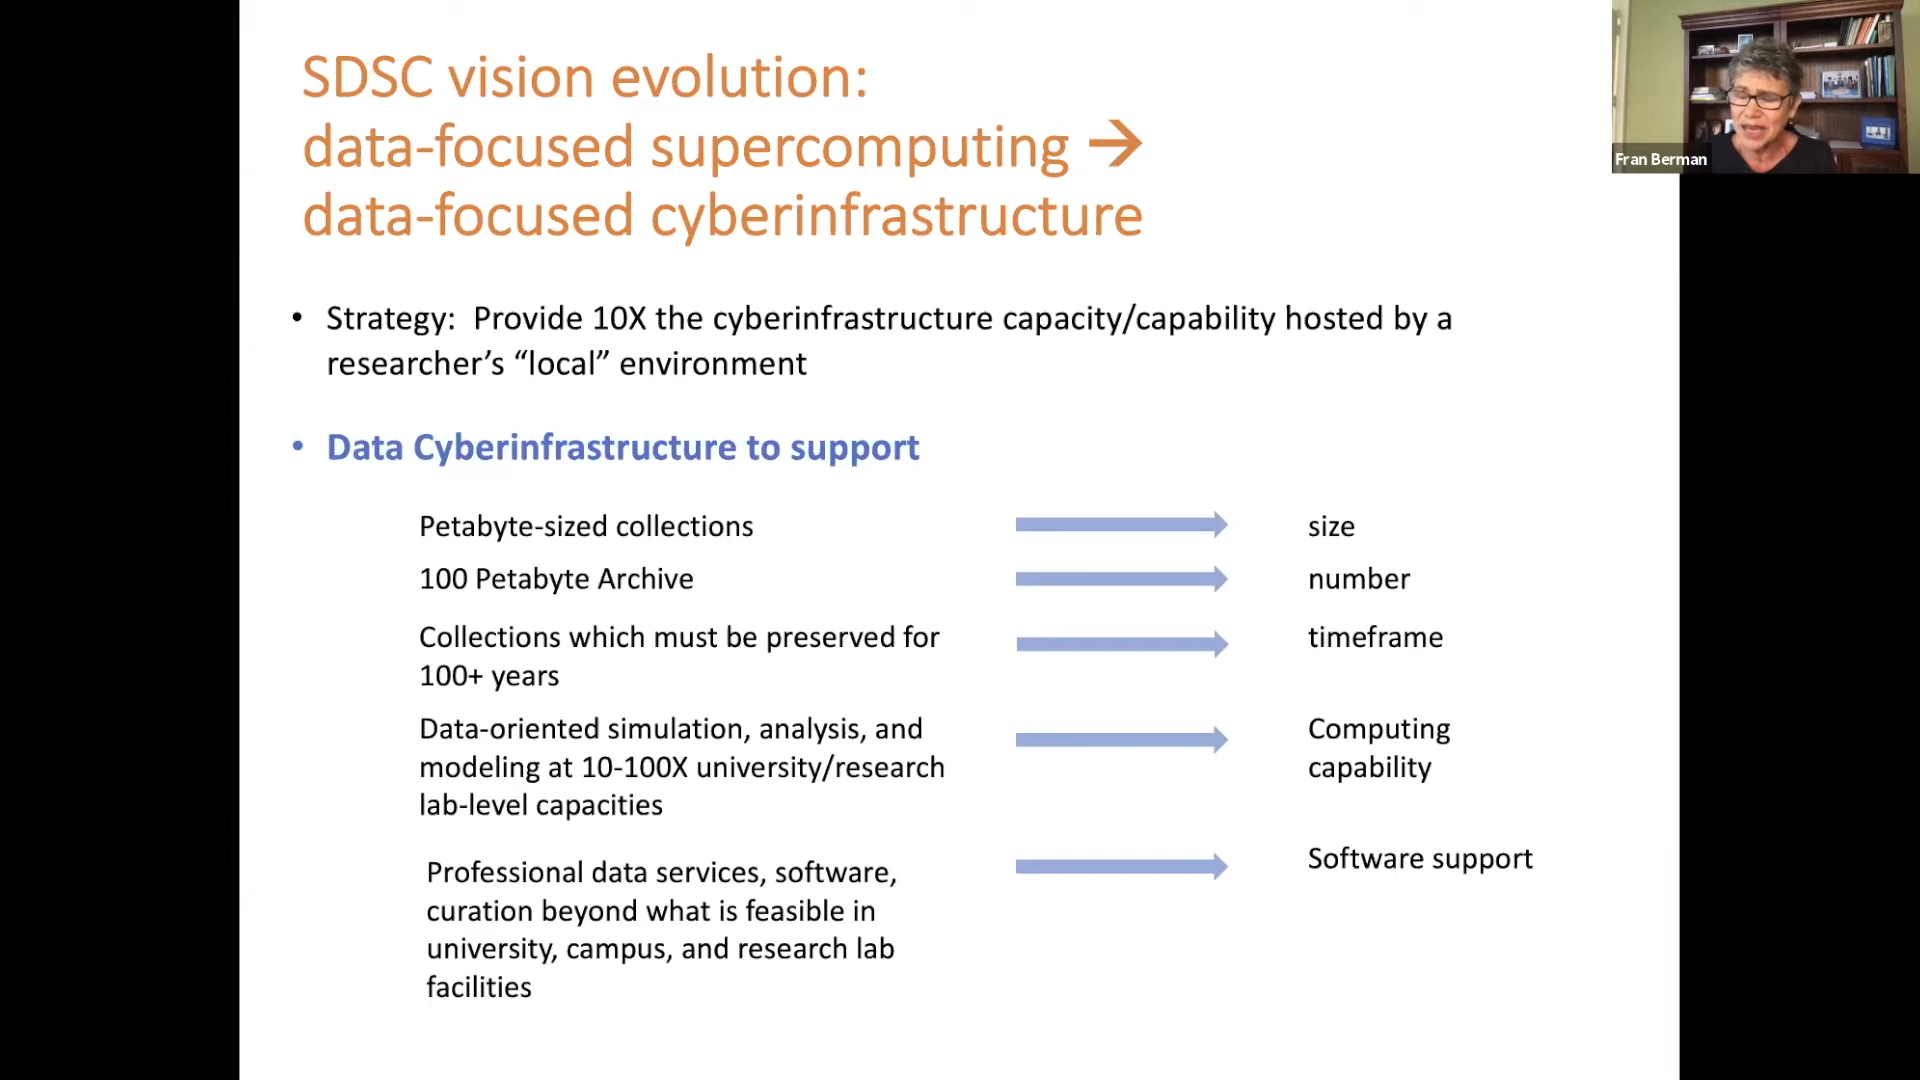 SDSC vision evolution:
data-focused supercomputing →
data-focused cyberinfrastructure
Fran Berman
• Strategy: Provide 10X the cyberinfrastructure capacity/capability hosted by a
researcher’s “local” environment
• Data Cyberinfrastructure to support
Petabyte-sized collections size
100 Petabyte Archive number
Collections which must be preserved for timeframe
100+ years
Data-oriented simulation, analysis, and Computing
modeling at 10-100X university/research capability
lab-level capacities
Professional data services, software, Software support
curation beyond what is feasible in
university, campus, and research lab
facilities